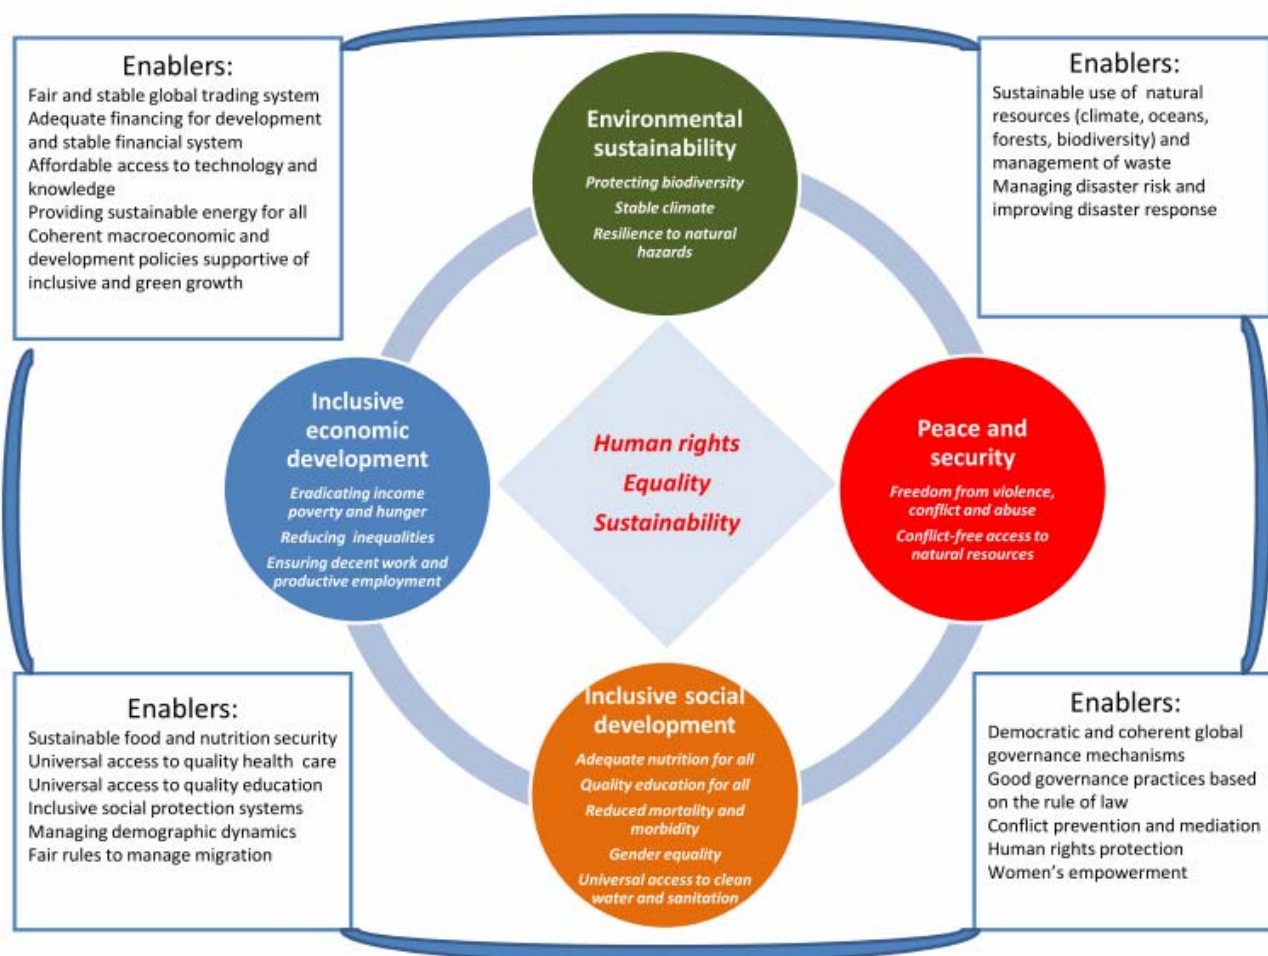 Enablers:
Fair and stable global trading system
Adequate financing for development
and stable financial system
Affordable access to technology and
knowledge
Providing sustainable energy for all
Coherent macroeconomic and
development policies supportive of
inclusive and green growth
Environmental
sustainability
Protecting biodiversity
Stable climate
Resilience to natural
hazards
Enablers:
Sustainable use of natural
resources (climate, oceans,
forests, biodiversity) and
management of waste
Managing disaster risk and
improving disaster response
Inclusive
economic
development
Eradicating income
poverty and hunger
Reducing inequalities
Ensuring decent work and
productive employment
Human rights
Equality
Sustainability
Peace and
security
Freedom from violence,
conflict and abuse
Conflict-free access to
natural resources
Enablers:
Sustainable food and nutrition security
Universal access to quality health care
Universal access to quality education
Inclusive social protection systems
Managing demographic dynamics
Fair rules to manage migration
Inclusive social
development
Adequate nutrition for all
Quality education for all
Reduced mortality and
morbidity
Gender equality
Universal access to clean
water and sanitation
Enablers:
Democratic and coherent global
governance mechanisms
Good governance practices based
on the rule of law
Conflict prevention and mediation
Human rights protection
Women’s empowerment